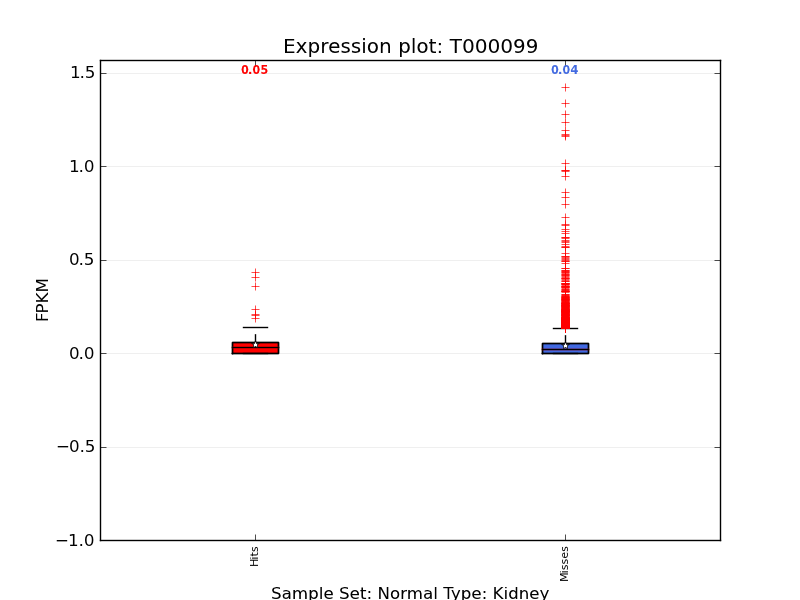 Expression plot: T000099
0.05
0.04
1.5
1.0
0.5
0.0
−0.5
−1.0
FPKM
Hits
Misses
Sample Set: Normal Type: Kidney